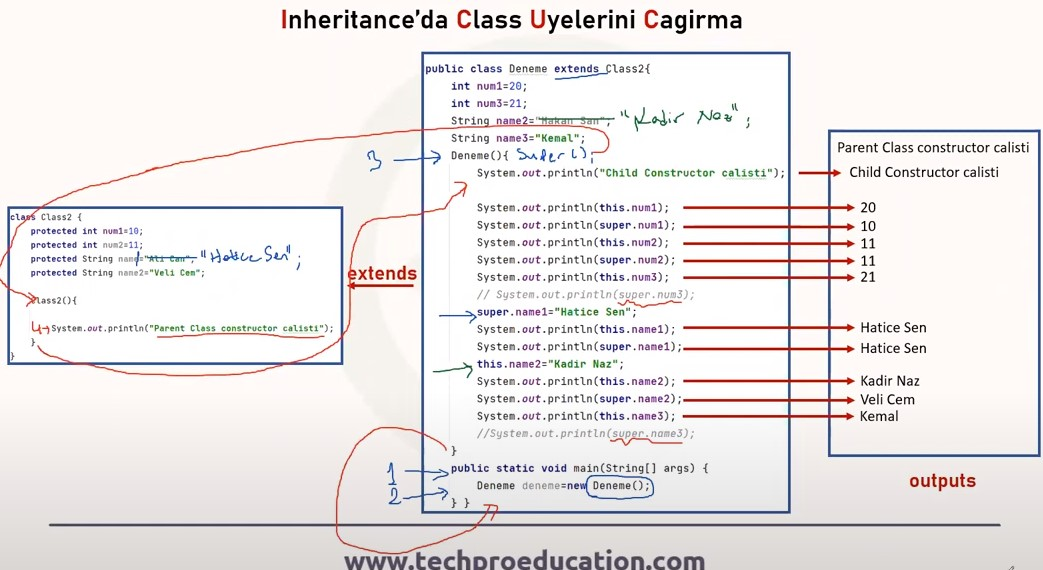 Inheritance'da Class Uyelerini Cagirma
class Class2 {
protected int num1=10;
protected int num2=11;
protected String name1="Ali Can"; "Hatice Sen";
protected String name2="Veli Cem";
Class2(){
4 System.out.println("Parent Class constructor calisti");
}
}
extends
public class Deneme extends Class2{
int num1=20;
int num3=21;
String name2="Hakan San"; "Kadir Naz";
String name3="Kemal";
3 Deneme(){ Super();
System.out.println("Child Constructor calisti");
System.out.println(this.num1);
System.out.println(super.num1);
System.out.println(this.num2);
System.out.println(super.num2);
System.out.println(this.num3);
// System.out.println(super.num3);
super.name1="Hatice Sen";
System.out.println(this.name1);
System.out.println(super.name1);
this.name2="Kadir Naz";
System.out.println(this.name2);
System.out.println(super.name2);
System.out.println(this.name3);
//System.out.println(super.name3);
}
1 public static void main(String[] args) {
2 Deneme deneme=new Deneme();
} }
Parent Class constructor calisti
Child Constructor calisti
20
10
11
11
21
Hatice Sen
Hatice Sen
Kadir Naz
Veli Cem
Kemal
outputs
www.techproeducation.com